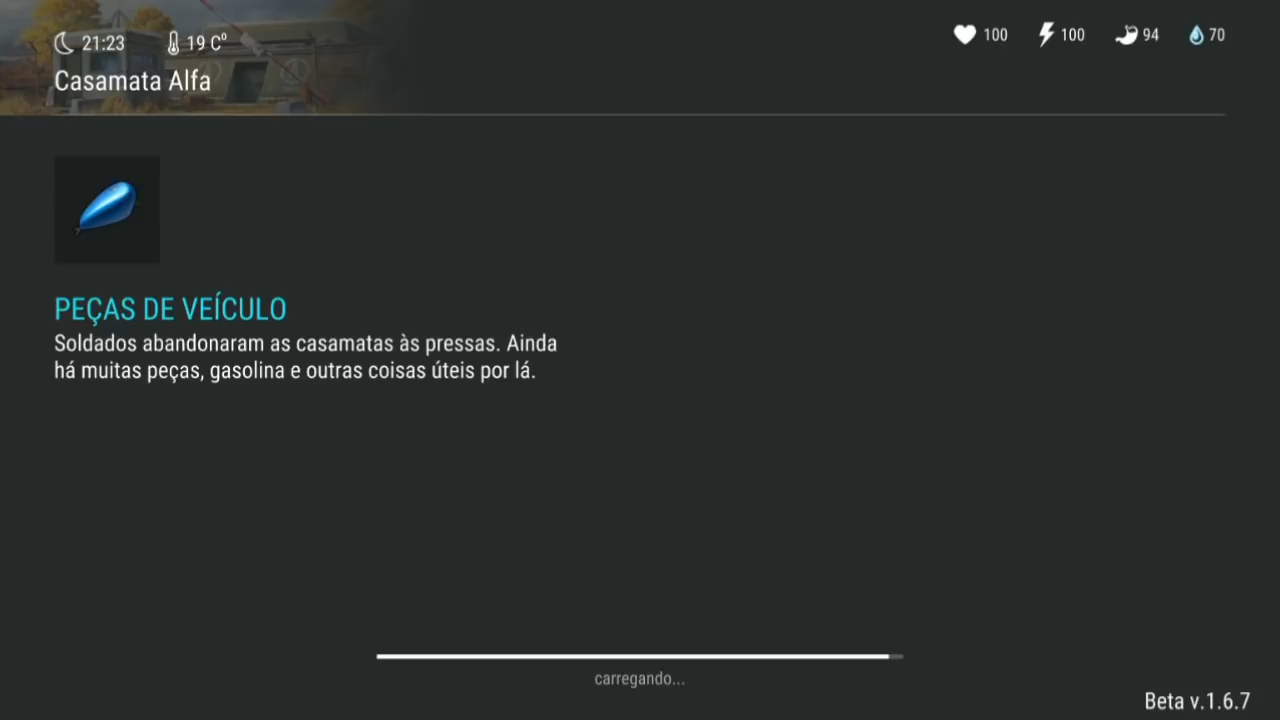 21:23 19 Cº
100 100 94 70
Casamata Alfa
PEÇAS DE VEÍCULO
Soldados abandonaram as casamatas às pressas. Ainda
há muitas peças, gasolina e outras coisas úteis por lá.
carregando...
Beta v.1.6.7